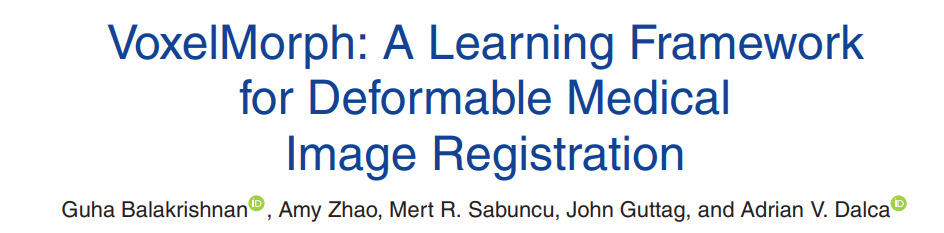 VoxelMorph: A Learning Framework
for Deformable Medical
Image Registration
Guha Balakrishnan, Amy Zhao, Mert R. Sabuncu, John Guttag, and Adrian V. Dalca